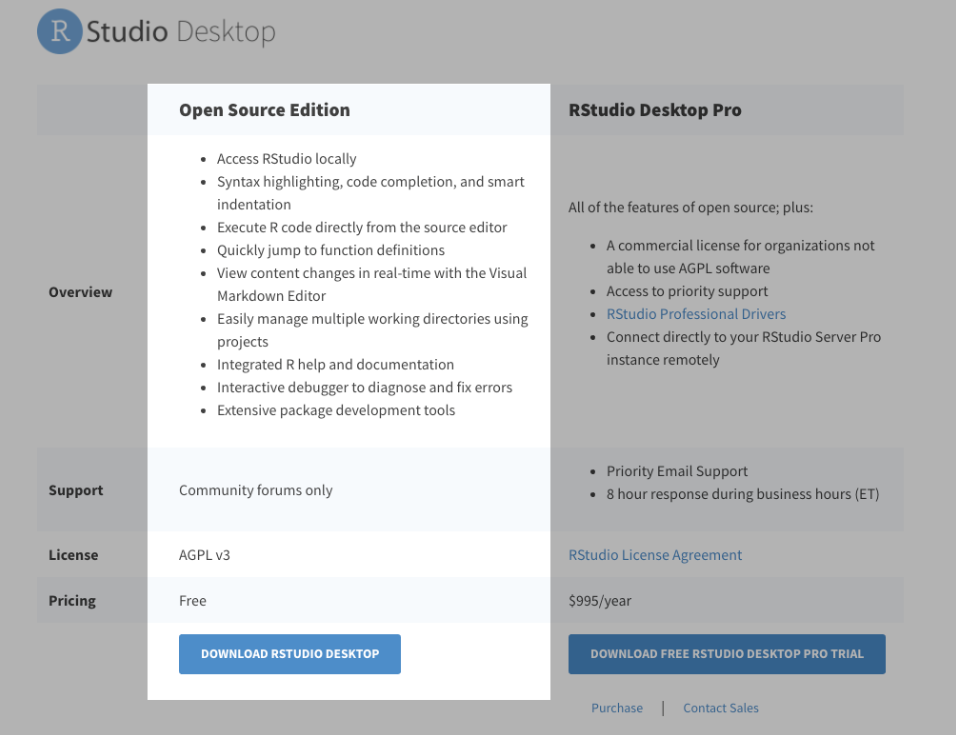 R Studio Desktop
Open Source Edition
RStudio Desktop Pro
Overview
• Access RStudio locally
• Syntax highlighting, code completion, and smart
indentation
• Execute R code directly from the source editor
• Quickly jump to function definitions
• View content changes in real-time with the Visual
Markdown Editor
• Easily manage multiple working directories using
projects
• Integrated R help and documentation
• Interactive debugger to diagnose and fix errors
• Extensive package development tools
All of the features of open source; plus:
• A commercial license for organizations not
able to use AGPL software
• Access to priority support
• RStudio Professional Drivers
• Connect directly to your RStudio Server Pro
instance remotely
Support
Community forums only
• Priority Email Support
• 8 hour response during business hours (ET)
License
AGPL v3
RStudio License Agreement
Pricing
Free
$995/year
DOWNLOAD RSTUDIO DESKTOP
DOWNLOAD FREE RSTUDIO DESKTOP PRO TRIAL
Purchase | Contact Sales